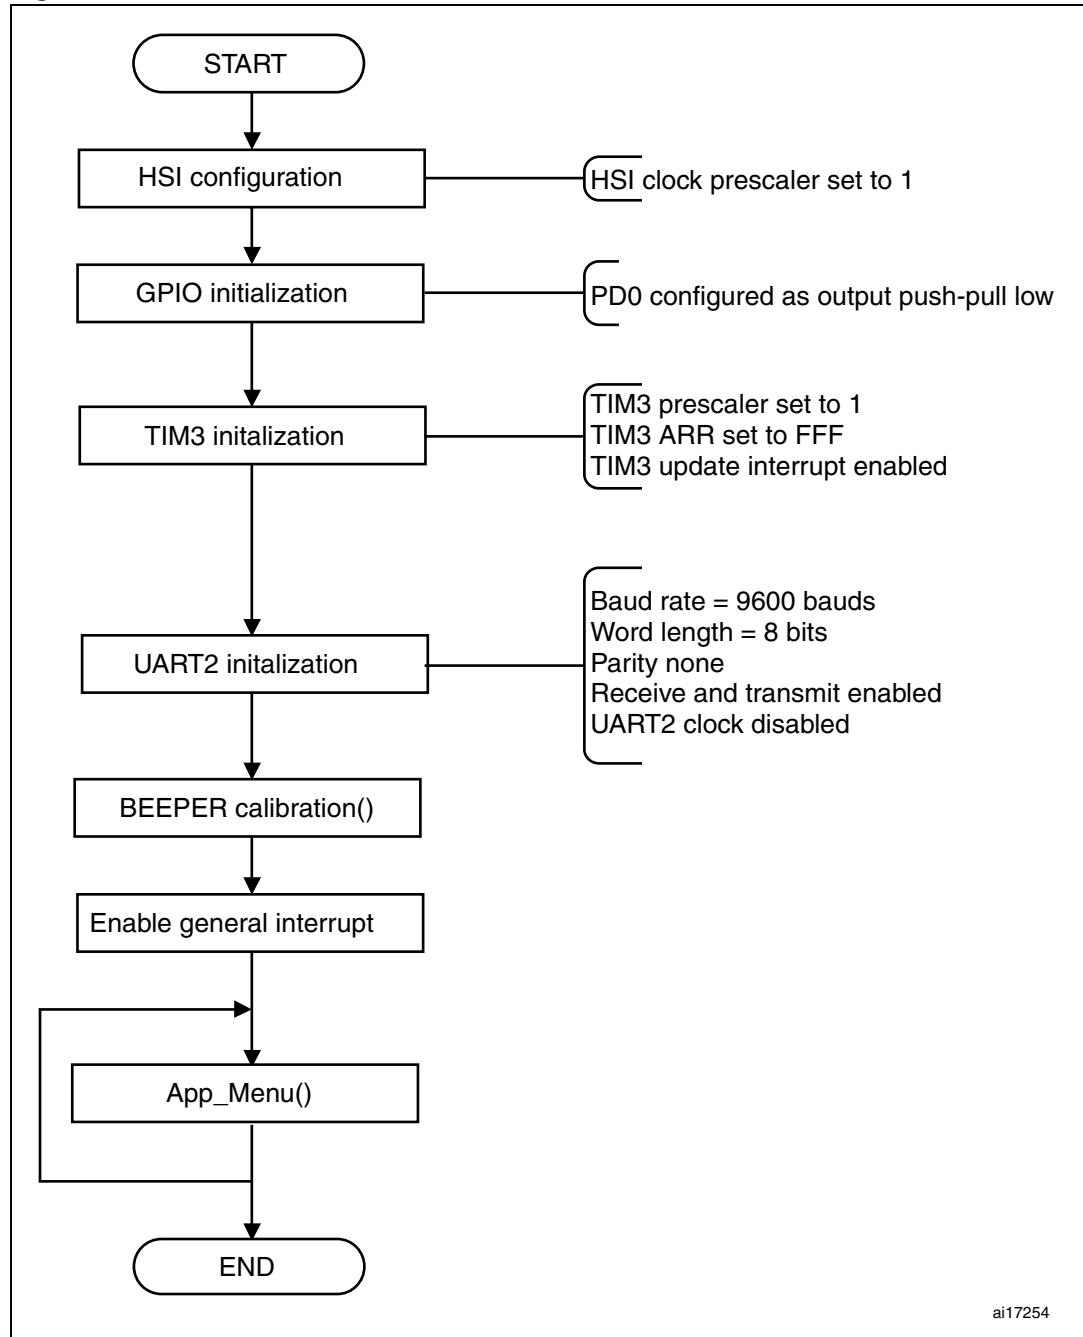 START
HSI configuration
HSI clock prescaler set to 1
GPIO initialization
PD0 configured as output push-pull low
TIM3 initalization
TIM3 prescaler set to 1
TIM3 ARR set to FFF
TIM3 update interrupt enabled
UART2 initalization
Baud rate = 9600 bauds
Word length = 8 bits
Parity none
Receive and transmit enabled
UART2 clock disabled
BEEPER calibration()
Enable general interrupt
App_Menu()
END
ai17254